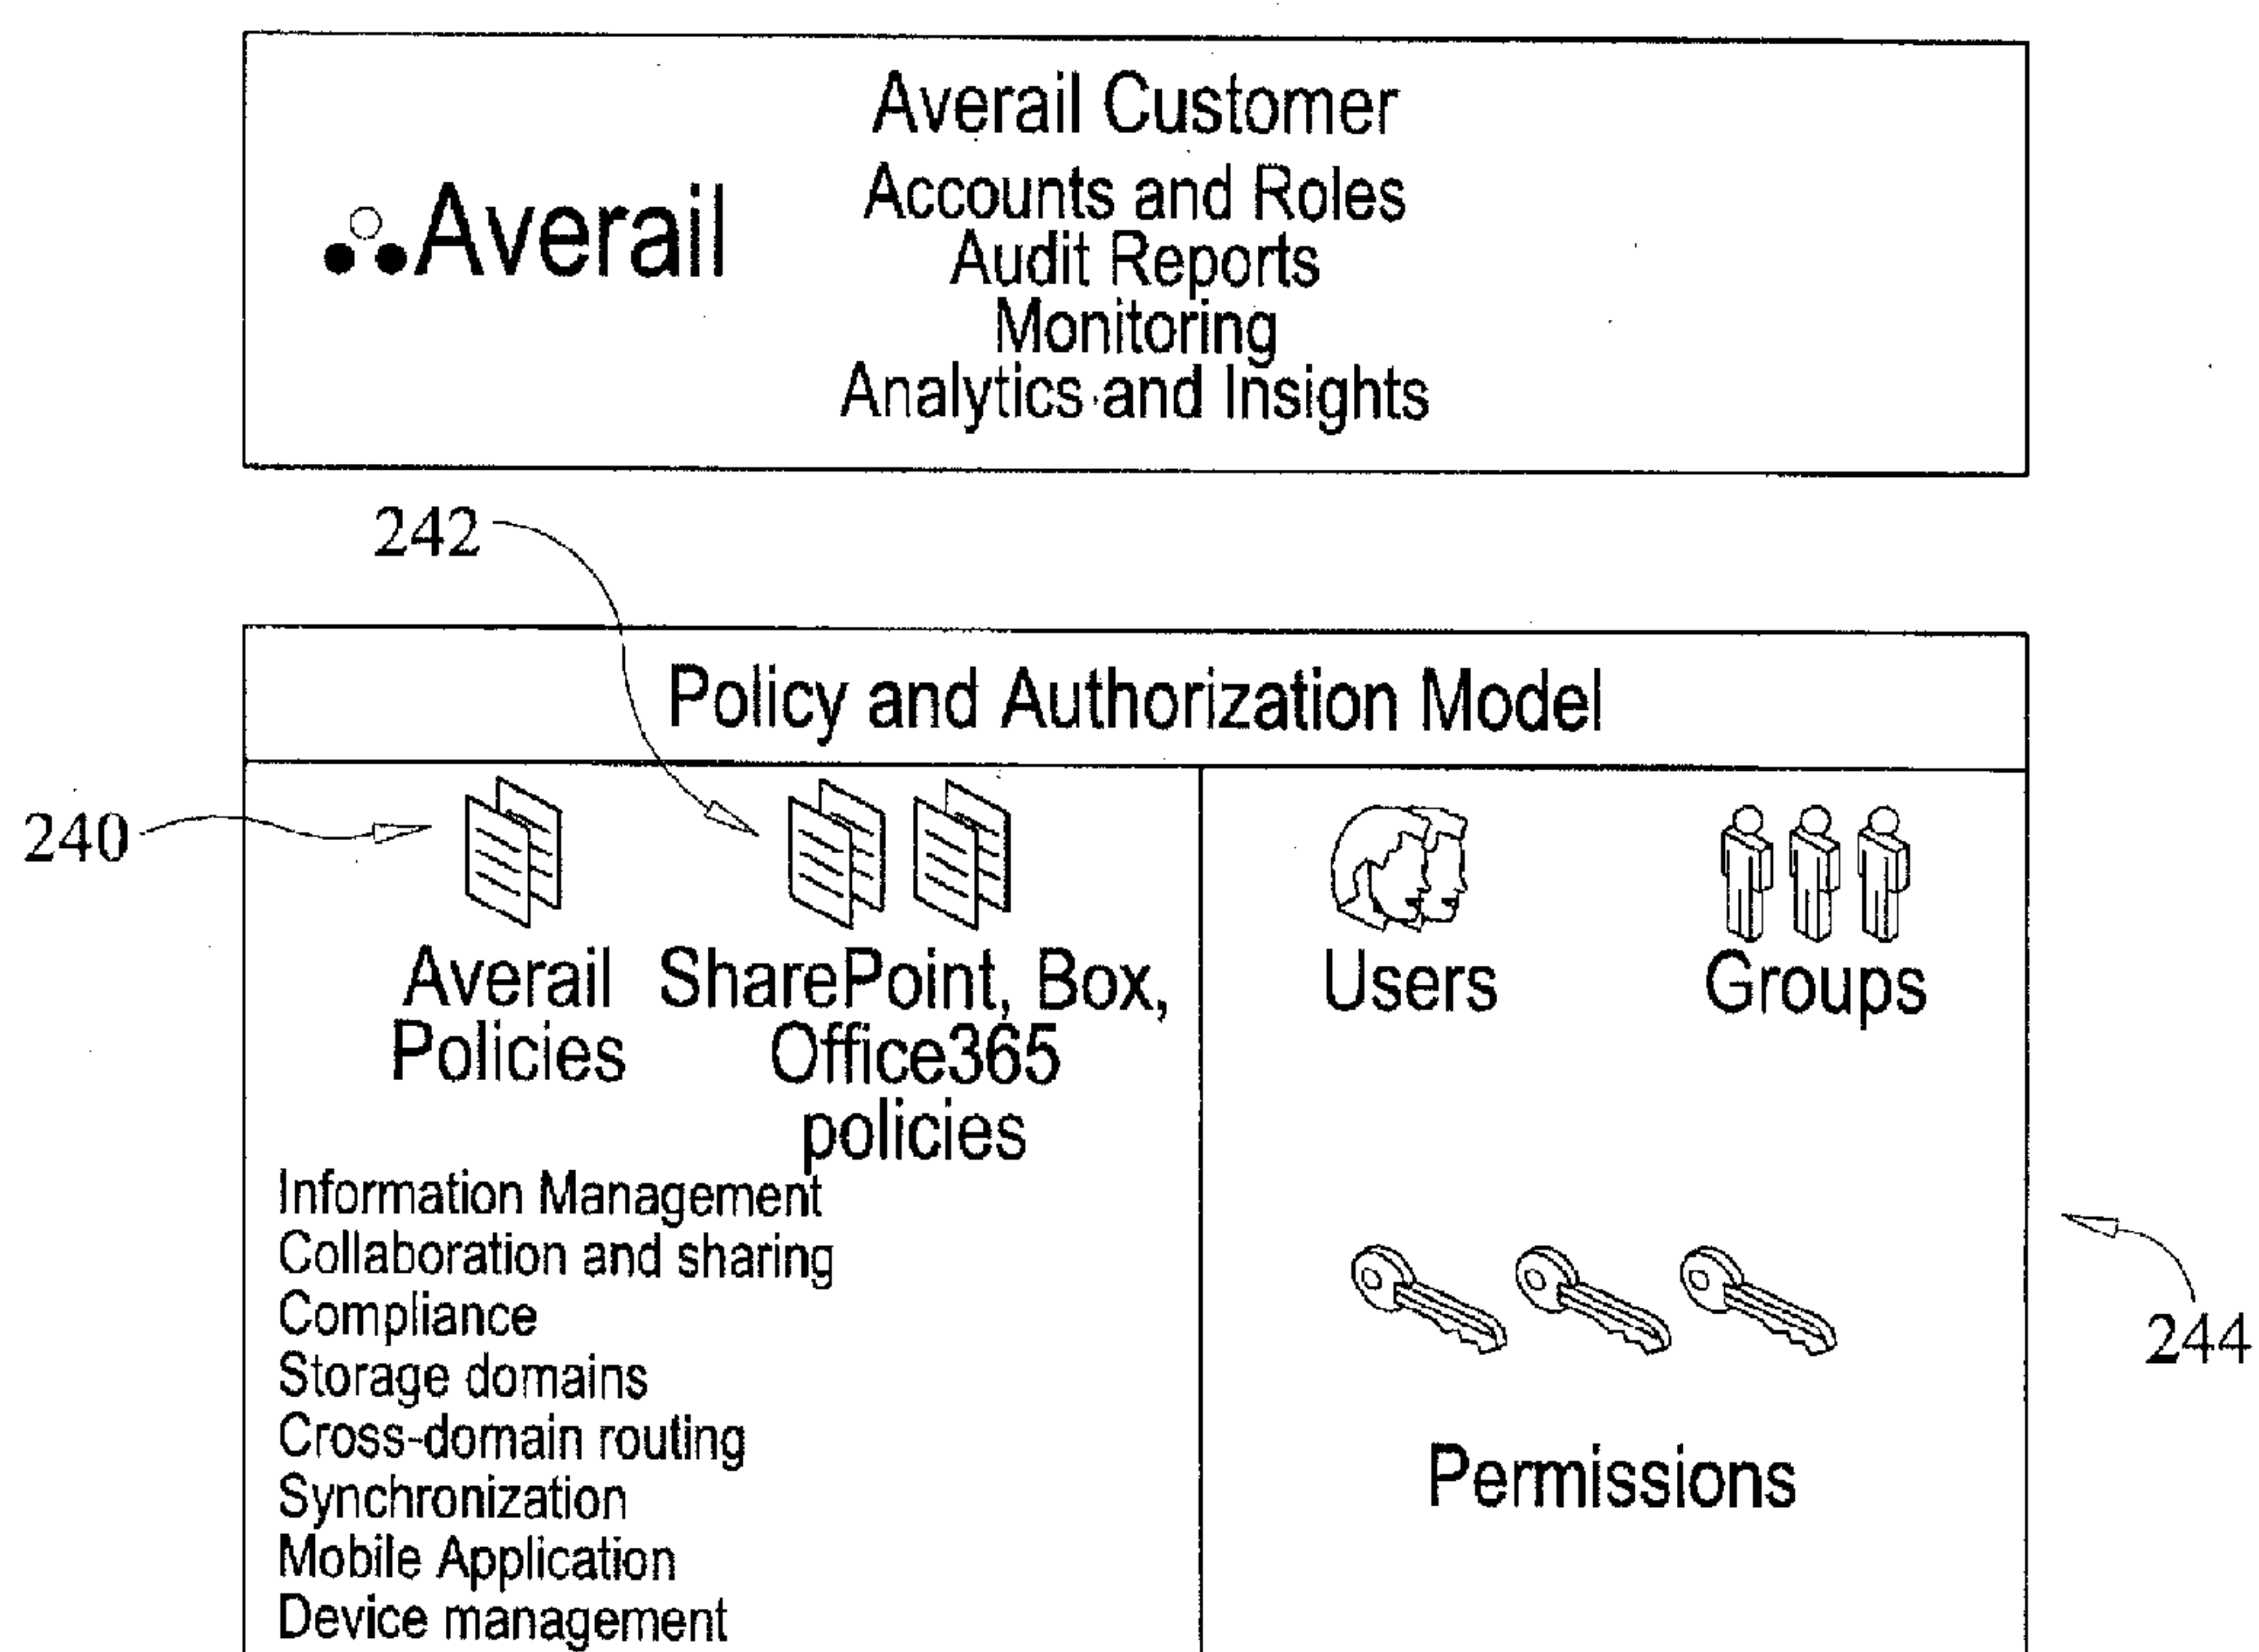 Averail Customer
Averail
Accounts and Roles
Audit Reports
Monitoring
Analytics and Insights
242
Policy and Authorization Model
240
Averail
Policies
SharePoint, Box,
Office365
policies
Users
Groups
Information Management
Collaboration and sharing
Compliance
Storage domains
Cross-domain routing
Synchronization
Mobile Application
Device management
Permissions
244